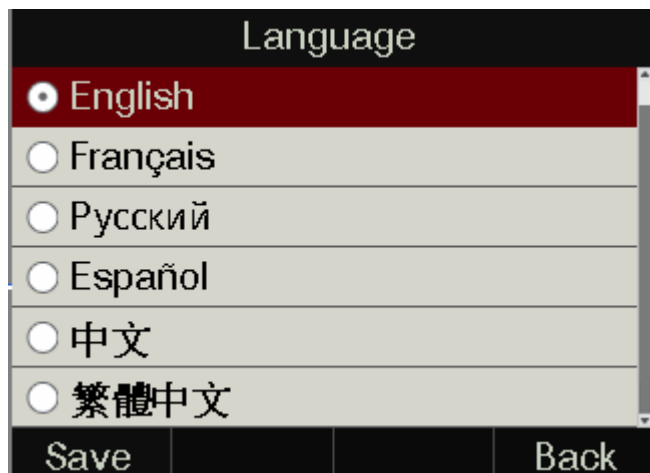 Language
English
Français
Русский
Español
中文
繁體中文
Save Back